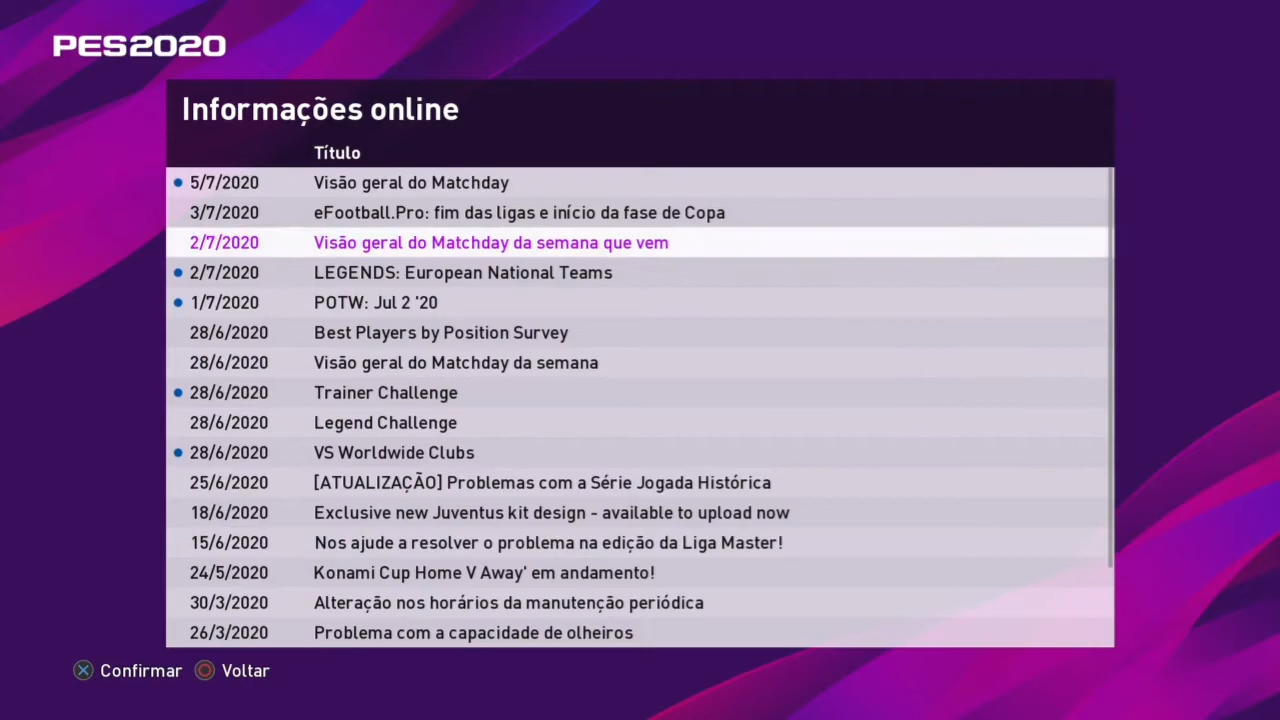 PES2020
Informações online
Título
5/7/2020 Visão geral do Matchday
3/7/2020 eFootball.Pro: fim das ligas e início da fase de Copa
2/7/2020 Visão geral do Matchday da semana que vem
2/7/2020 LEGENDS: European National Teams
1/7/2020 POTW: Jul 2 '20
28/6/2020 Best Players by Position Survey
28/6/2020 Visão geral do Matchday da semana
28/6/2020 Trainer Challenge
28/6/2020 Legend Challenge
28/6/2020 VS Worldwide Clubs
25/6/2020 [ATUALIZAÇÃO] Problemas com a Série Jogada Histórica
18/6/2020 Exclusive new Juventus kit design - available to upload now
15/6/2020 Nos ajude a resolver o problema na edição da Liga Master!
24/5/2020 Konami Cup Home V Away' em andamento!
30/3/2020 Alteração nos horários da manutenção periódica
26/3/2020 Problema com a capacidade de olheiros
Confirmar Voltar